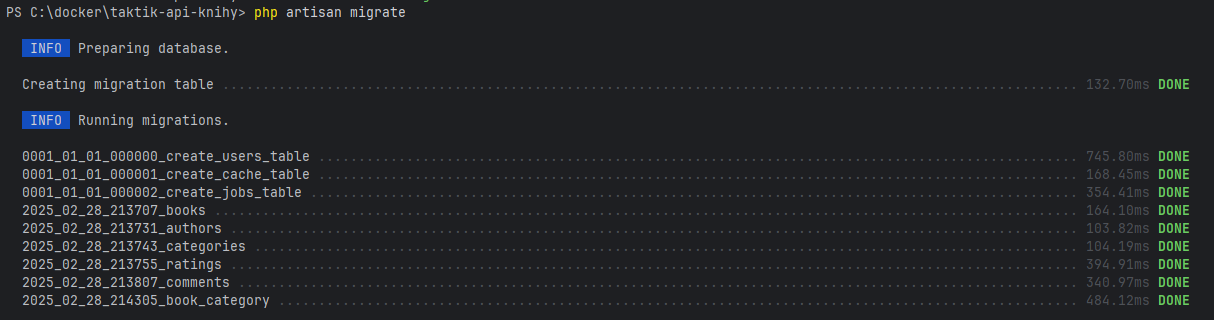 PS C:\docker\taktik-api-knihy> php artisan migrate
INFO Preparing database.
Creating migration table ........................................................................................................... 132.70ms DONE
INFO Running migrations.
0001_01_01_000000_create_users_table ............................................................................................... 745.80ms DONE
0001_01_01_000001_create_cache_table ............................................................................................... 168.45ms DONE
0001_01_01_000002_create_jobs_table ................................................................................................ 354.41ms DONE
2025_02_28_213707_books ............................................................................................................ 164.10ms DONE
2025_02_28_213731_authors .......................................................................................................... 103.82ms DONE
2025_02_28_213743_categories ....................................................................................................... 104.19ms DONE
2025_02_28_213755_ratings .......................................................................................................... 394.91ms DONE
2025_02_28_213807_comments ......................................................................................................... 340.97ms DONE
2025_02_28_214305_book_category .................................................................................................... 484.12ms DONE